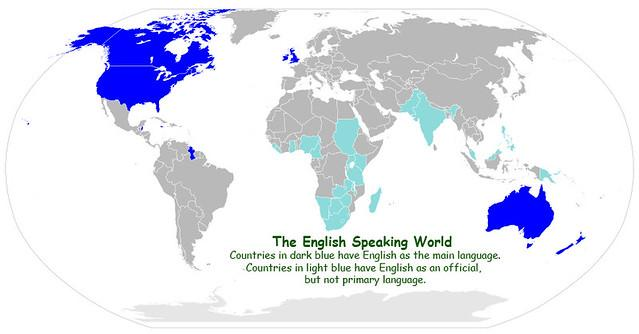 The English Speaking World
Countries in dark blue have English as the main language.
Countries in light blue have English as an official,
but not primary language.